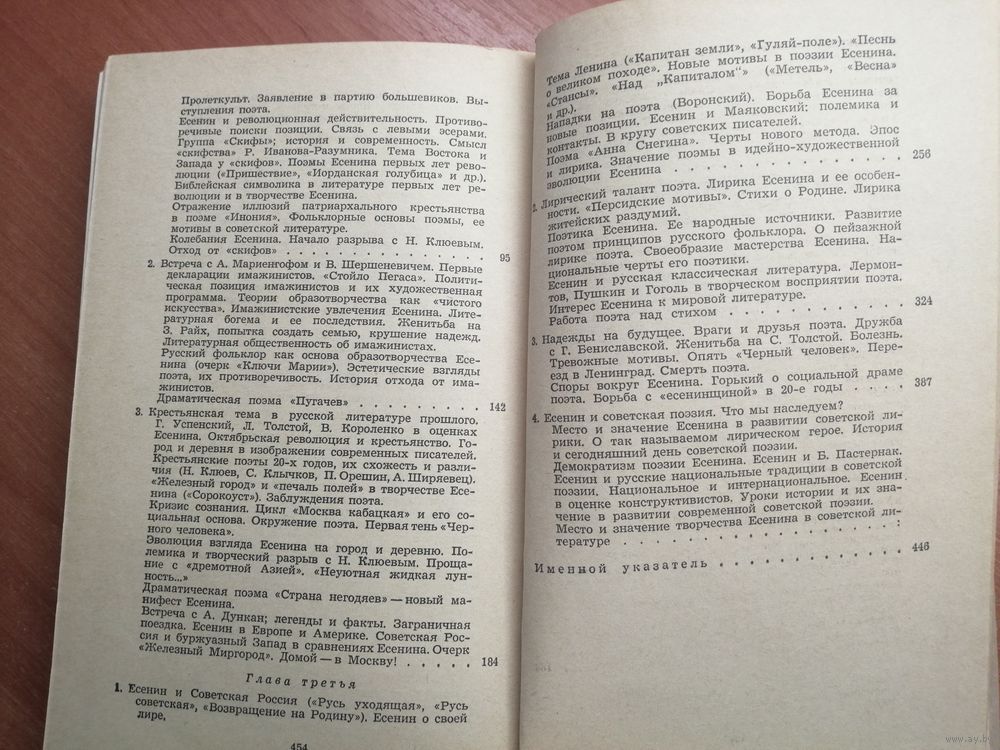 Пролеткульт. Заявление в партию большевиков. Вы-
ступления поэта.
Есенин и революционная действительность. Противо-
речивые поиски позиции. Связь с левыми эсерами.
Группа «Скифы»; история и современность. Смысл
«скифства» Р. Иванова-Разумника. Тема Востока и
Запада у «скифов». Поэмы Есенина первых лет рево-
люции («Пришествие», «Иорданская голубица» и др.).
Библейская символика в литературе первых лет ре-
волюции и в творчестве Есенина.
Отражение иллюзий патриархального крестьянства
в поэме «Инония». Фольклорные основы поэмы, ее
мотивы в советской литературе.
Колебания Есенина. Начало разрыва с Н. Клюевым.
Отход от «скифов» . . . . . . . . . . . . . . . 95
2. Встреча с А. Мариенгофом и В. Шершеневичем. Первые
декларации имажинистов. «Стойло Пегаса». Полити-
ческая позиция имажинистов и их художественная
программа. Теории образотворчества как «чистого
искусства». Имажинистские увлечения Есенина. Лите-
ратурная богема и ее последствия. Женитьба на
З. Райх, попытка создать семью, крушение надежд.
Литературная общественность об имажинистах.
Русский фольклор как основа образотворчества Есе-
нина (очерк «Ключи Марии»). Эстетические взгляды
поэта, их противоречивость. История отхода от има-
жинистов.
Драматическая поэма «Пугачев» . . . . . . . . . 142
3. Крестьянская тема в русской литературе прошлого.
Г. Успенский, Л. Толстой, В. Короленко в оценках
Есенина. Октябрьская революция и крестьянство. Го-
род и деревня в изображении современных писателей.
Крестьянские поэты 20-х годов, их схожесть и разли-
чия (Н. Клюев, С. Клычков, П. Орешин, А. Ширяевец).
«Железный город» и «печаль полей» в творчестве Есе-
нина («Сорокоуст»). Заблуждения поэта.
Кризис сознания. Цикл «Москва кабацкая» и его со-
циальная основа. Окружение поэта. Первая тень «Чер-
ного человека».
Эволюция взгляда Есенина на город и деревню. По-
лемика и творческий разрыв с Н. Клюевым. Проща-
ние с «дремотной Азией». «Неуютная жидкая лун-
ность...»
Драматическая поэма «Страна негодяев» — новый ма-
нифест Есенина.
Встреча с А. Дункан; легенды и факты. Заграничная
поездка. Есенин в Европе и Америке. Советская Рос-
сия и буржуазный Запад в сравнениях Есенина. Очерк
«Железный Миргород». Домой — в Москву! . . . . . 184
Глава третья
1. Есенин и Советская Россия («Русь уходящая», «Русь
советская», «Возвращение на Родину»). Есенин о своей
лире,
454
Тема Ленина («Капитан земли», «Гуляй-поле»). «Песнь
о великом походе». Новые мотивы в поэзии Есенина.
«Стансы». «Над „Капиталом“» («Метель», «Весна»
и др.).
Нападки на поэта (Воронский). Борьба Есенина за
новые позиции. Есенин и Маяковский: полемика и
контакты. В кругу советских писателей.
Поэма «Анна Снегина». Черты нового метода. Эпос
и лирика. Значение поэмы в идейно-художественной
эволюции Есенина . . . . . . . . . . . . . 256
2. Лирический талант поэта. Лирика Есенина и ее особен-
ности. «Персидские мотивы». Стихи о Родине. Лирика
житейских раздумий.
Поэтика Есенина. Ее народные источники. Развитие
поэтом принципов русского фольклора. О пейзажной
лирике поэта. Своеобразие мастерства Есенина. На-
циональные черты его поэтики.
Есенин и русская классическая литература. Лермон-
тов, Пушкин и Гоголь в творческом восприятии поэта.
Интерес Есенина к мировой литературе.
Работа поэта над стихом . . . . . . . . . . 324
3. Надежды на будущее. Враги и друзья поэта. Дружба
с Г. Бениславской. Женитьба на С. Толстой. Болезнь.
Тревожные мотивы. Опять «Черный человек». Пере-
езд в Ленинград. Смерть поэта.
Споры вокруг Есенина. Горький о социальной драме
поэта. Борьба с «есенинщиной» в 20-е годы . . . . 387
4. Есенин и советская поэзия. Что мы наследуем?
Место и значение Есенина в развитии советской ли-
рики. О так называемом лирическом герое. История
и сегодняшний день советской поэзии.
Демократизм поэзии Есенина. Есенин и Б. Пастернак.
Есенин и русские национальные традиции в советской
поэзии. Национальное и интернациональное. Есенин
в оценке конструктивистов. Уроки истории и их зна-
чение в развитии современной советской поэзии.
Место и значение творчества Есенина в советской ли-
тературе . . . . . . . . . . . . . . .
Именной указатель . . . . . . . . . . . 446
www.ay.by